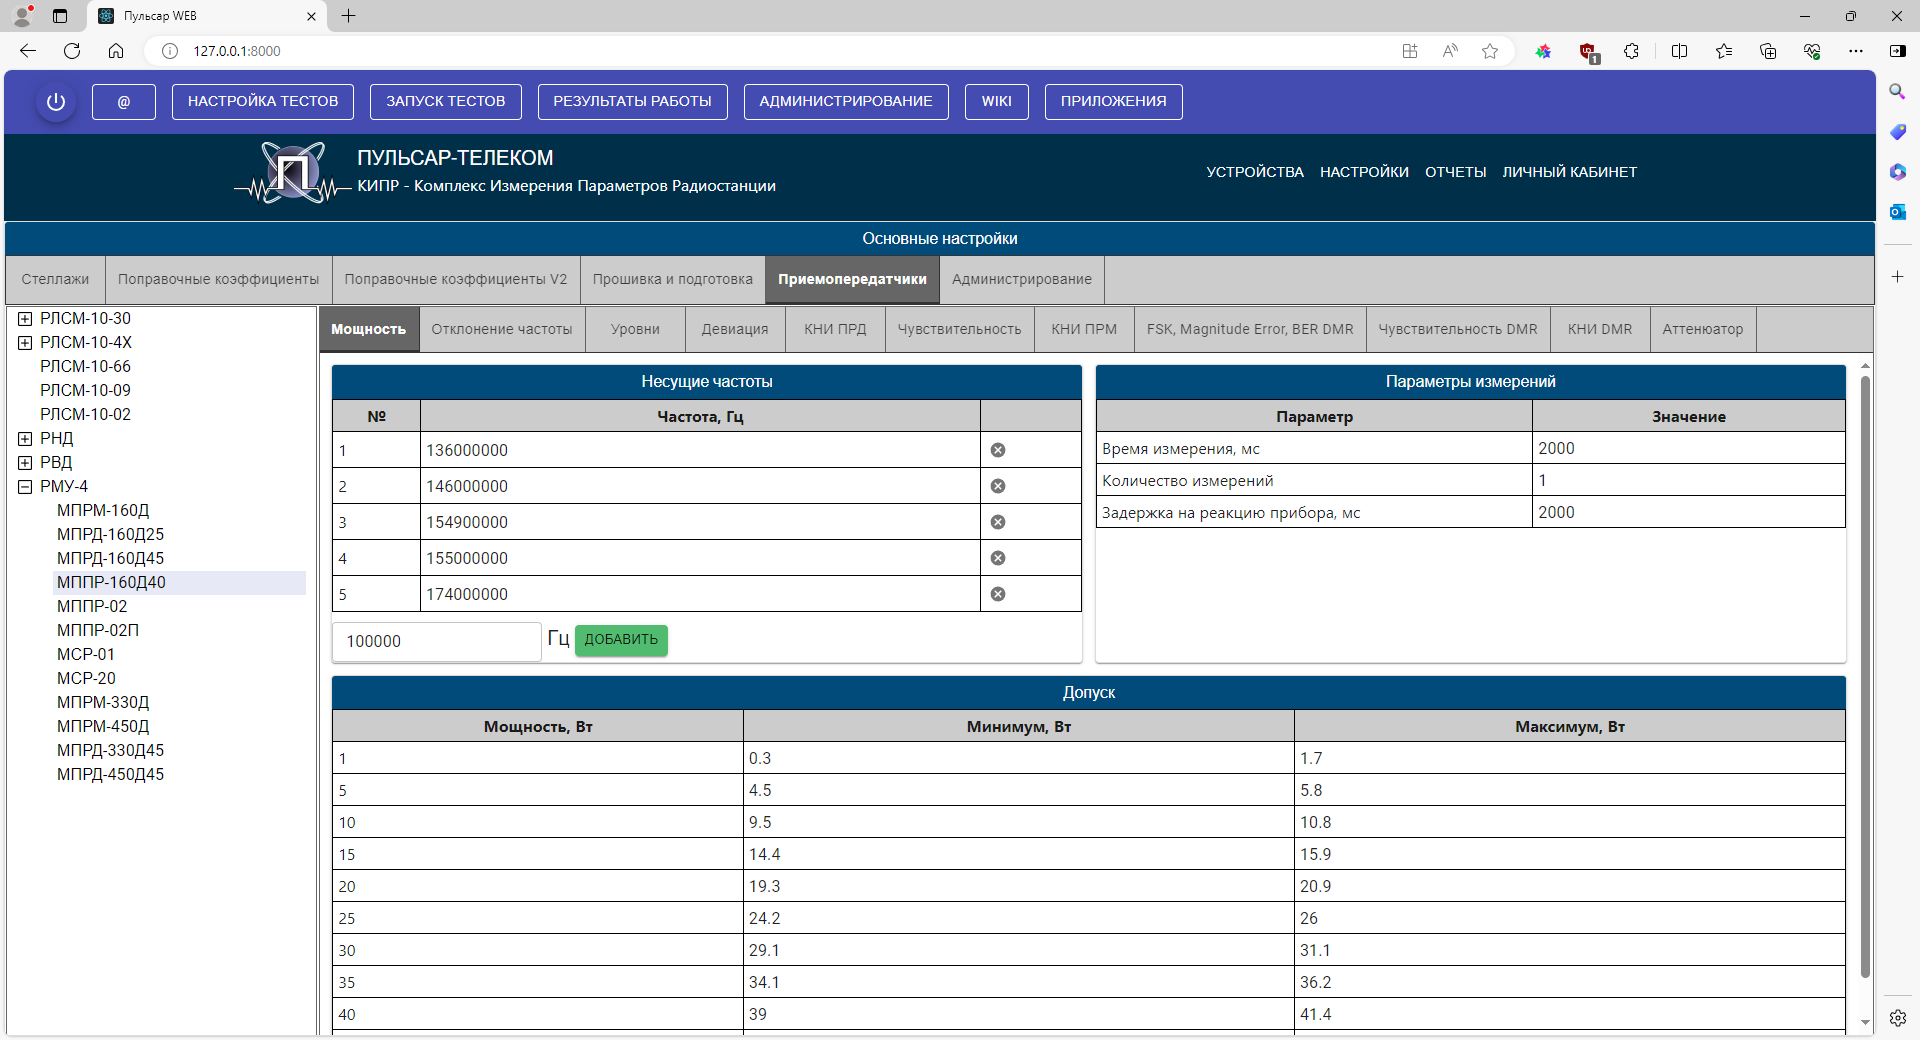 Пульсар WEB
127.0.0.1:8000
1
@ НАСТРОЙКА ТЕСТОВ ЗАПУСК ТЕСТОВ РЕЗУЛЬТАТЫ РАБОТЫ АДМИНИСТРИРОВАНИЕ WIKI ПРИЛОЖЕНИЯ
П
ПУЛЬСАР-ТЕЛЕКОМ
КИПР - Комплекс Измерения Параметров Радиостанции
УСТРОЙСТВА НАСТРОЙКИ ОТЧЕТЫ ЛИЧНЫЙ КАБИНЕТ
Основные настройки
Стеллажи Поправочные коэффициенты Поправочные коэффициенты V2 Прошивка и подготовка Приемопередатчики Администрирование
РЛСМ-10-30
РЛСМ-10-4X
РЛСМ-10-66
РЛСМ-10-09
РЛСМ-10-02
РНД
РВД
РМУ-4
МПРМ-160Д
МПРД-160Д25
МПРД-160Д45
МППР-160Д40
МППР-02
МППР-02П
МСР-01
МСР-20
МПРМ-330Д
МПРМ-450Д
МПРД-330Д45
МПРД-450Д45
Мощность Отклонение частоты Уровни Девиация КНИ ПРД Чувствительность КНИ ПРМ FSK, Magnitude Error, BER DMR Чувствительность DMR КНИ DMR Аттенюатор
Несущие частоты
№ Частота, Гц
1 136000000
2 146000000
3 154900000
4 155000000
5 174000000
100000 Гц ДОБАВИТЬ
Параметры измерений
Параметр Значение
Время измерения, мс 2000
Количество измерений 1
Задержка на реакцию прибора, мс 2000
Допуск
Мощность, Вт Минимум, Вт Максимум, Вт
1 0.3 1.7
5 4.5 5.8
10 9.5 10.8
15 14.4 15.9
20 19.3 20.9
25 24.2 26
30 29.1 31.1
35 34.1 36.2
40 39 41.4